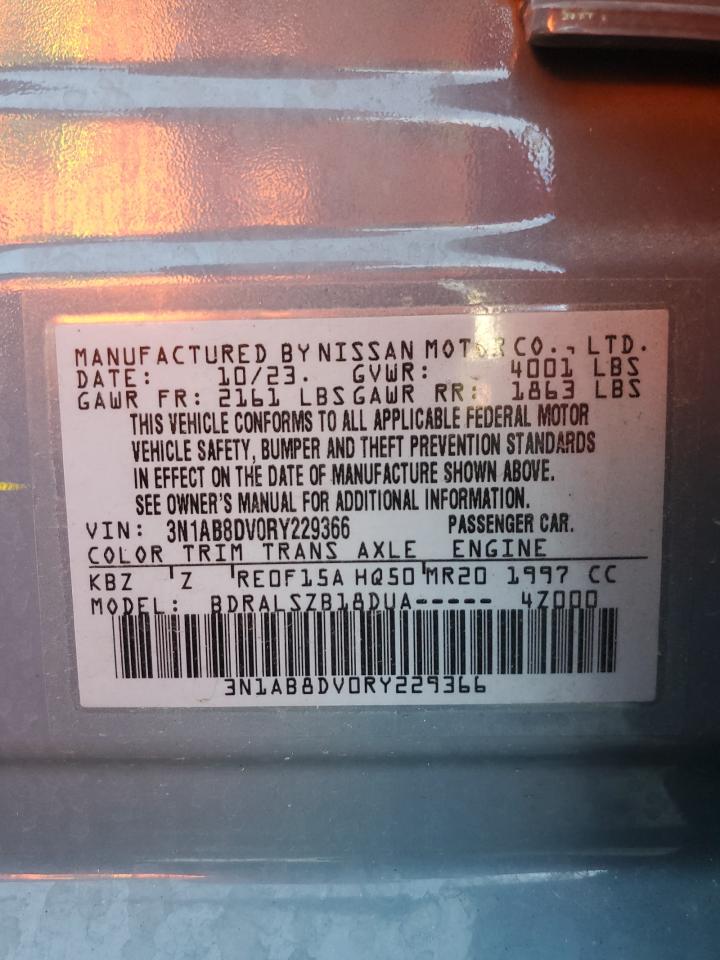 MANUFACTURED BY NISSAN MOTOR CO., LTD.
DATE: 10/23. GVWR: 4001 LBS
GAWR FR: 2161 LBS GAWR RR: 1863 LBS
THIS VEHICLE CONFORMS TO ALL APPLICABLE FEDERAL MOTOR
VEHICLE SAFETY, BUMPER AND THEFT PREVENTION STANDARDS
IN EFFECT ON THE DATE OF MANUFACTURE SHOWN ABOVE.
SEE OWNER'S MANUAL FOR ADDITIONAL INFORMATION.
VIN: 3N1AB8DV0RY229366 PASSENGER CAR.
COLOR TRIM TRANS AXLE ENGINE
KBZ Z RE0F15A HQ50 MR20 1997 CC
MODEL: BDRALSZB18DUA----- 4Z000
3N1AB8DV0RY229366